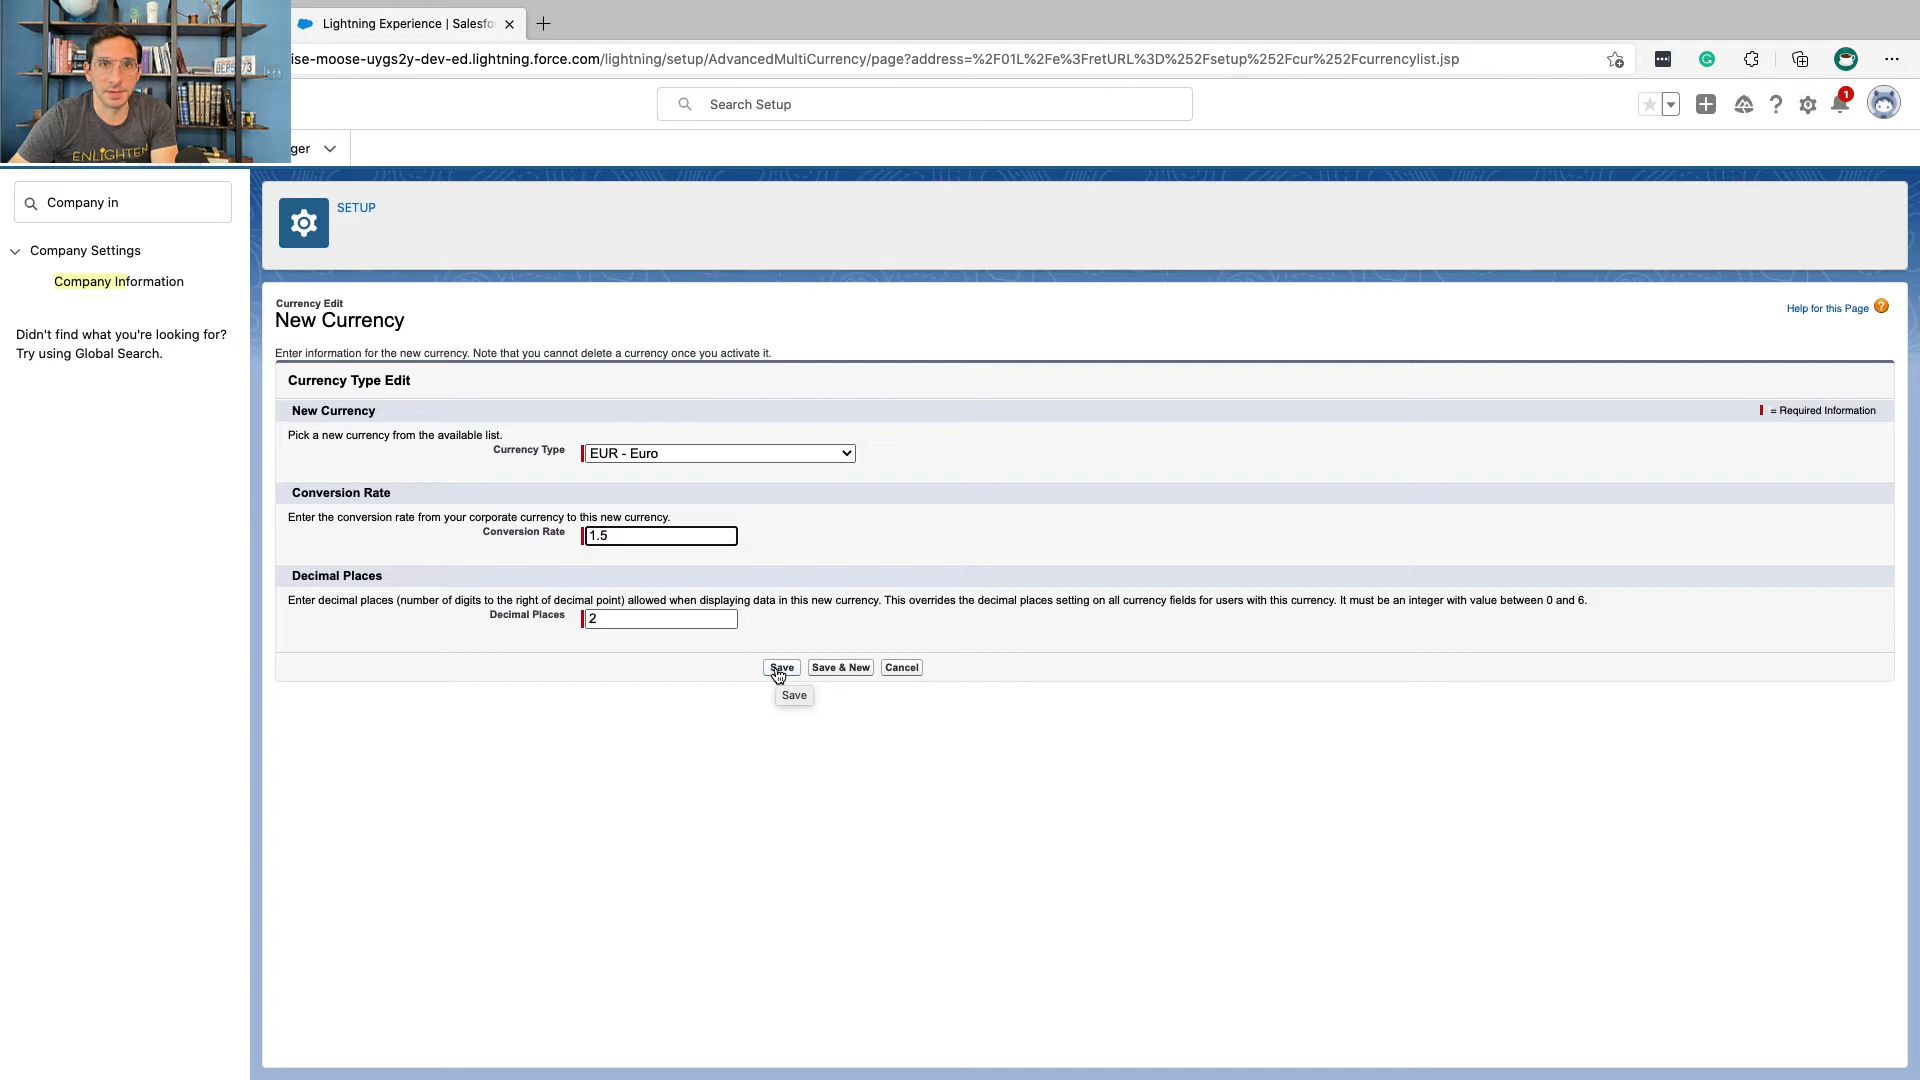 Lightning Experience | Salesfo
ise-moose-uygs2y-dev-ed.lightning.force.com/lightning/setup/AdvancedMultiCurrency/page?address=%2F01L%2Fe%3FretURL%3D%252Fsetup%252Fcur%252Fcurrencylist.jsp
Search Setup
1
ENLIGHTEN
ger
Company in
SETUP
Company Settings
Company Information
Didn't find what you're looking for?
Try using Global Search.
Currency Edit
New Currency
Help for this Page ?
Enter information for the new currency. Note that you cannot delete a currency once you activate it.
Currency Type Edit
New Currency
= Required Information
Pick a new currency from the available list.
Currency Type
EUR - Euro
Conversion Rate
Enter the conversion rate from your corporate currency to this new currency.
Conversion Rate
1.5
Decimal Places
Enter decimal places (number of digits to the right of decimal point) allowed when displaying data in this new currency. This overrides the decimal places setting on all currency fields for users with this currency. It must be an integer with value between 0 and 6.
Decimal Places
2
Save
Save & New
Cancel
Save